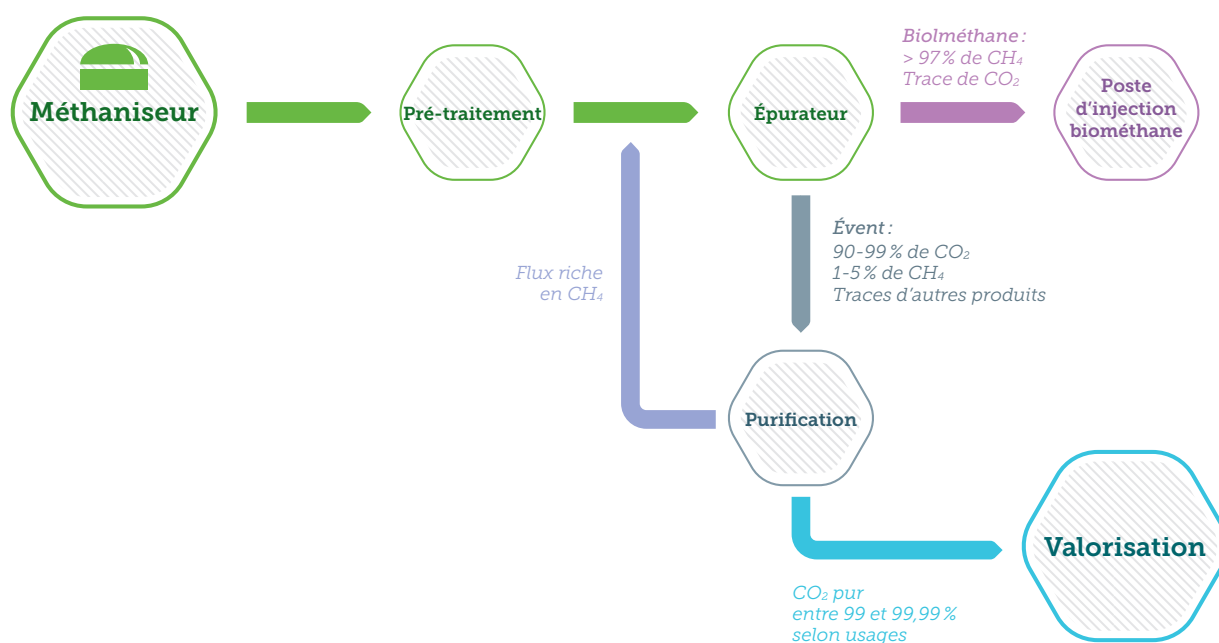 Méthaniseur
Pré-traitement
Épurateur
Biolméthane :
> 97 % de CH₄
Trace de CO₂
Poste
d’injection
biométhane
Flux riche
en CH₄
Évent :
90-99 % de CO₂
1-5 % de CH₄
Traces d’autres produits
Purification
Valorisation
CO₂ pur
entre 99 et 99,99 %
selon usages